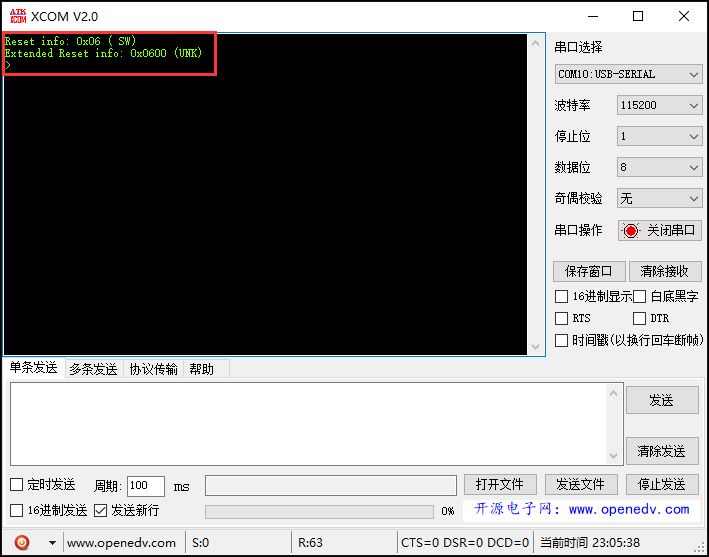 ATK XCOM XCOM V2.0
Reset info: 0x06 ( SW)
Extended Reset info: 0x0600 (UNK)
>
串口选择
COM10:USB-SERIAL
波特率 115200
停止位 1
数据位 8
奇偶校验 无
串口操作 关闭串口
保存窗口 清除接收
16进制显示 白底黑字
RTS DTR
时间戳(以换行回车断帧)
单条发送 多条发送 协议传输 帮助
发送
清除发送
定时发送 周期: 100 ms 打开文件 发送文件 停止发送
16进制发送 发送新行 0% 开源电子网: www.openedv.com
www.openedv.com S:0 R:63 CTS=0 DSR=0 DCD=0 当前时间 23:05:38